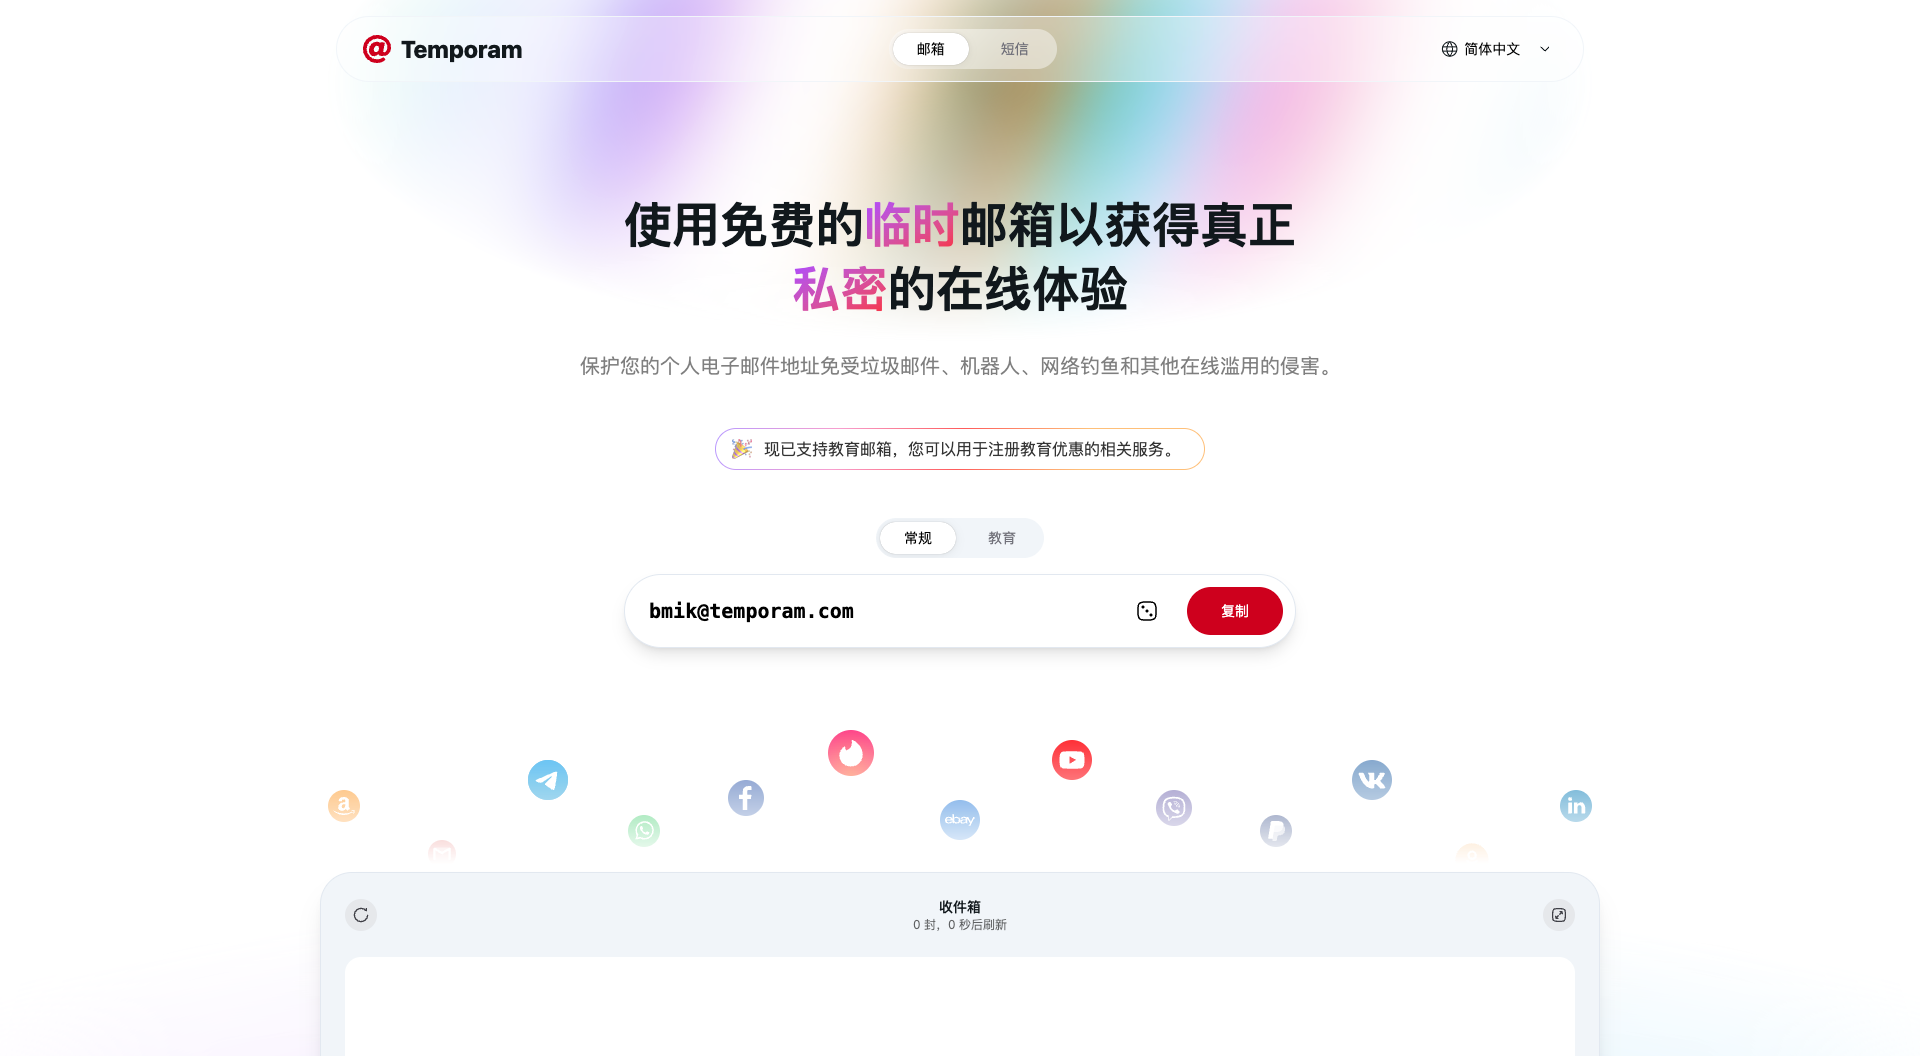 @ Temporam
邮箱
短信
简体中文
使用免费的临时邮箱以获得真正
私密的在线体验
保护您的个人电子邮件地址免受垃圾邮件、机器人、网络钓鱼和其他在线滥用的侵害。
🎉 现已支持教育邮箱，您可以用于注册教育优惠的相关服务。
常规
教育
bmik@temporam.com
复制
ebay
收件箱
0 封，0 秒后刷新